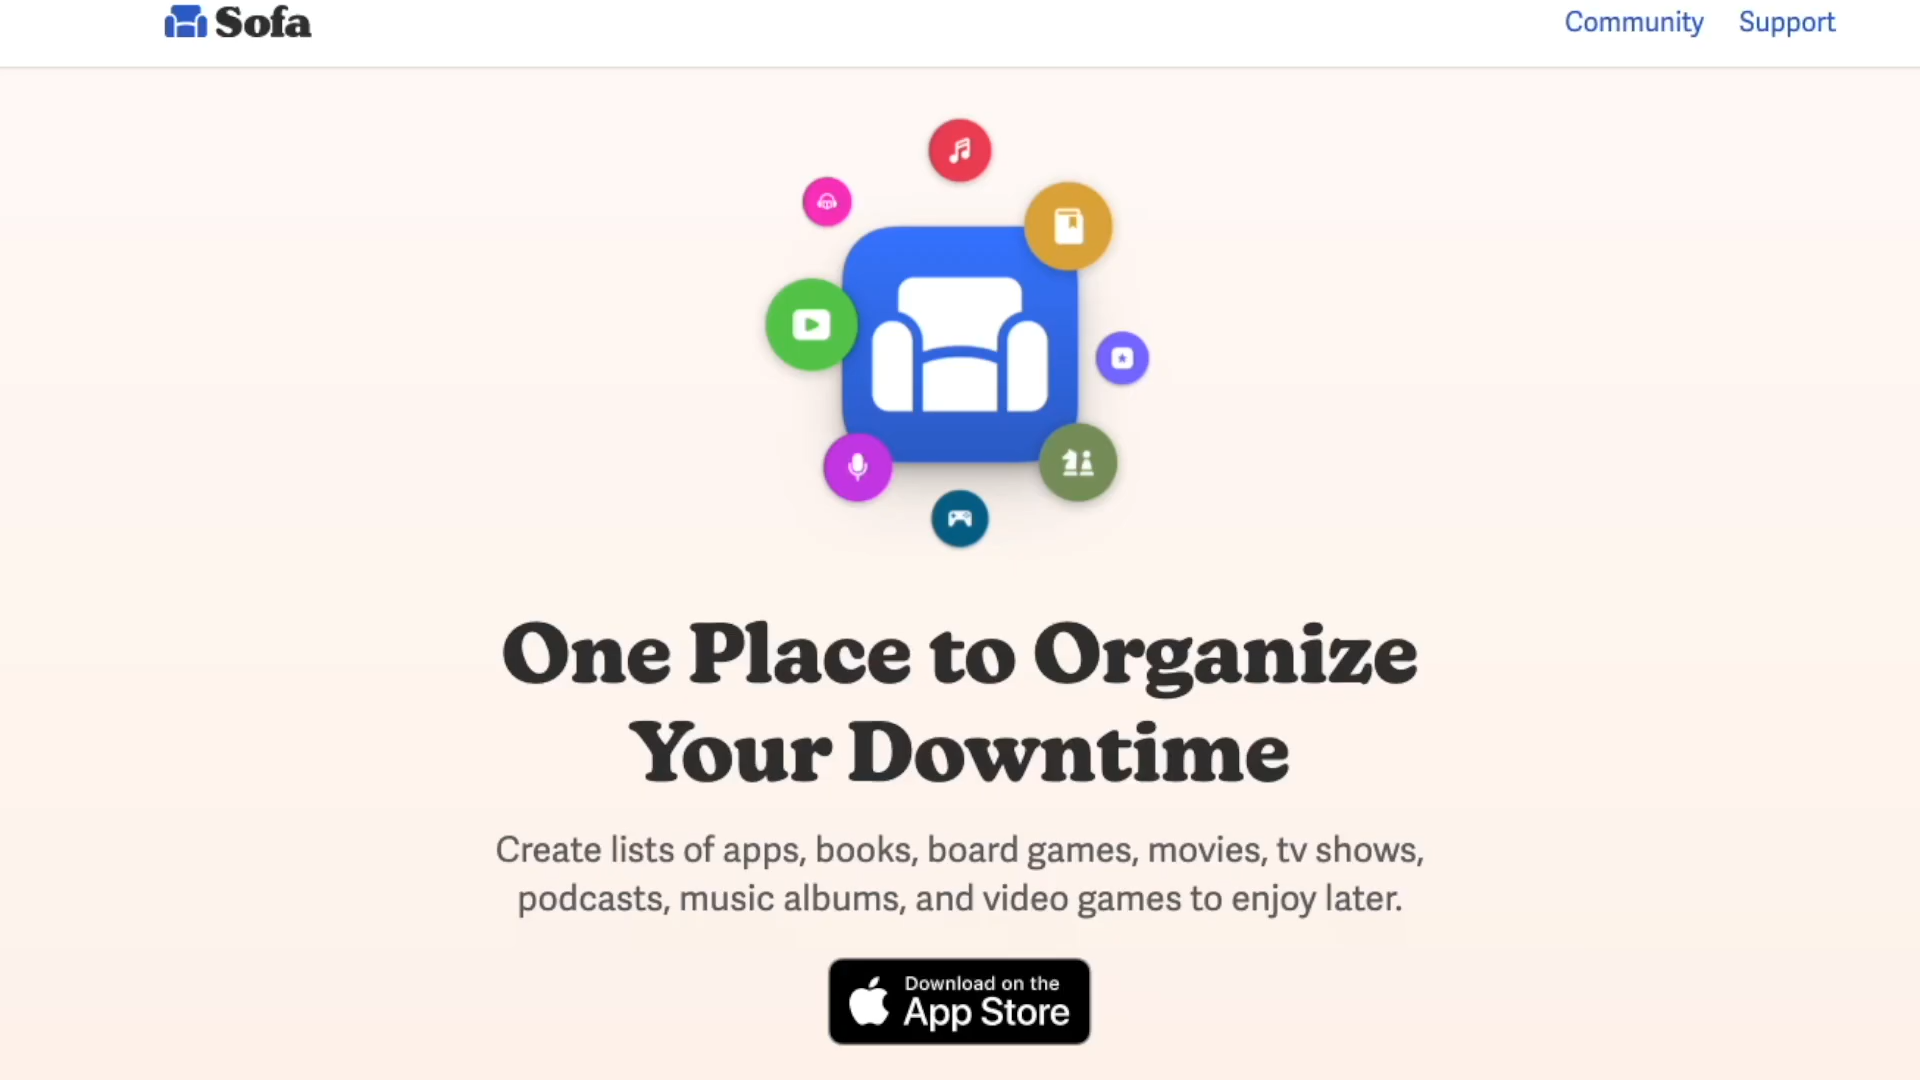 Sofa
Community
Support
One Place to Organize
Your Downtime
Create lists of apps, books, board games, movies, tv shows,
podcasts, music albums, and video games to enjoy later.
Download on the
App Store